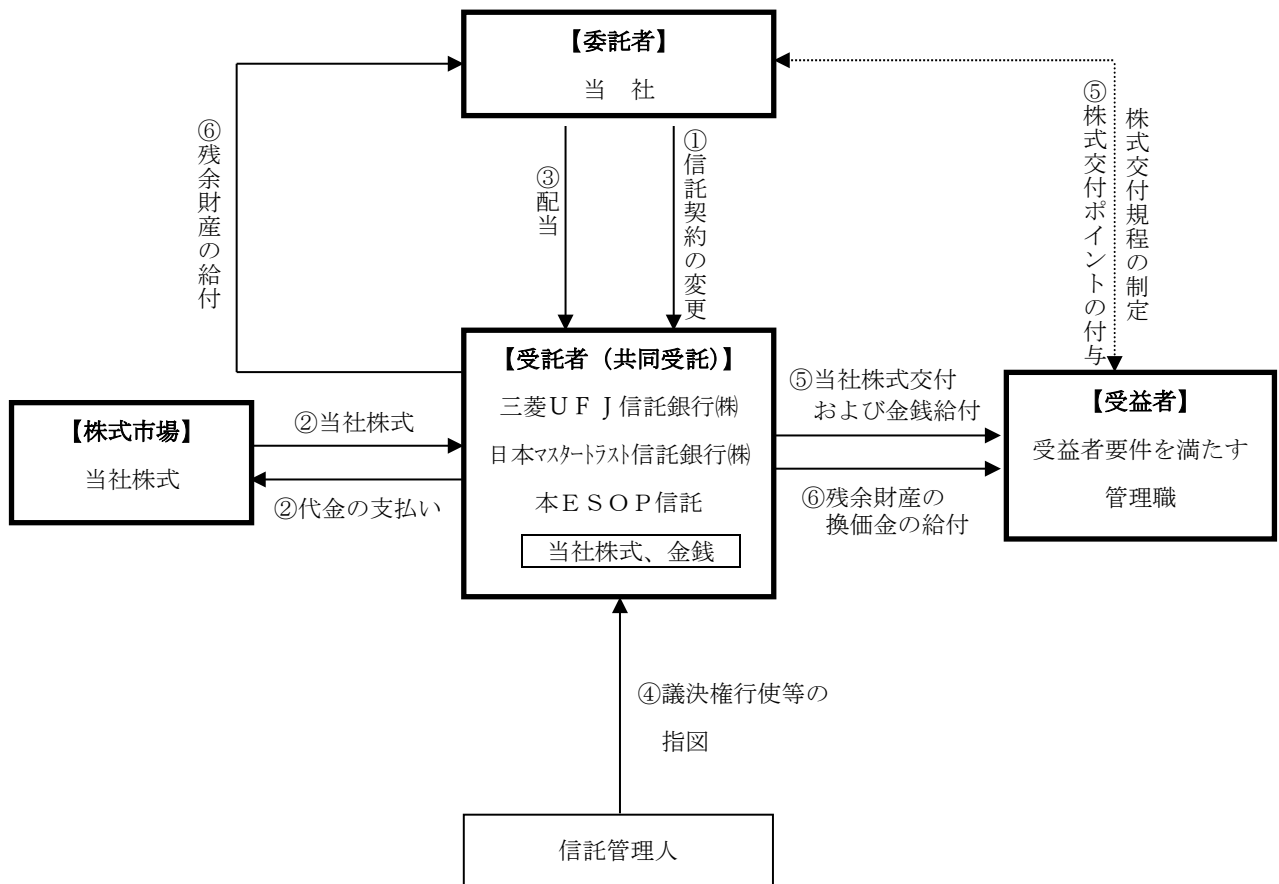 【委託者】
当 社
⑥残余財産の給付
③配当
①信託契約の変更
株式交付規程の制定
⑤株式交付ポイントの付与
【受託者（共同受託）】
三菱ＵＦＪ信託銀行㈱
日本ﾏｽﾀｰﾄﾗｽﾄ信託銀行㈱
本ＥＳＯＰ信託
当社株式、金銭
【株式市場】
当社株式
②当社株式
②代金の支払い
⑤当社株式交付
および金銭給付
⑥残余財産の
換価金の給付
【受益者】
受益者要件を満たす
管理職
④議決権行使等の
指図
信託管理人